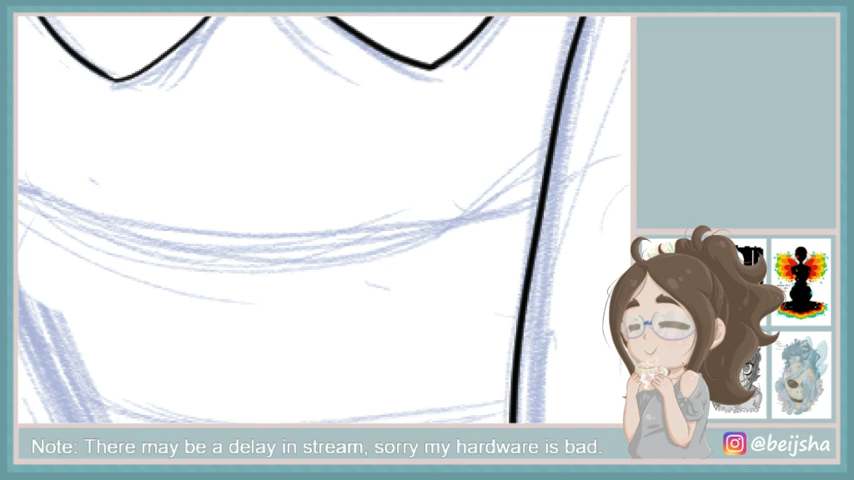 Note: There may be a delay in stream, sorry my hardware is bad.
@beijsha